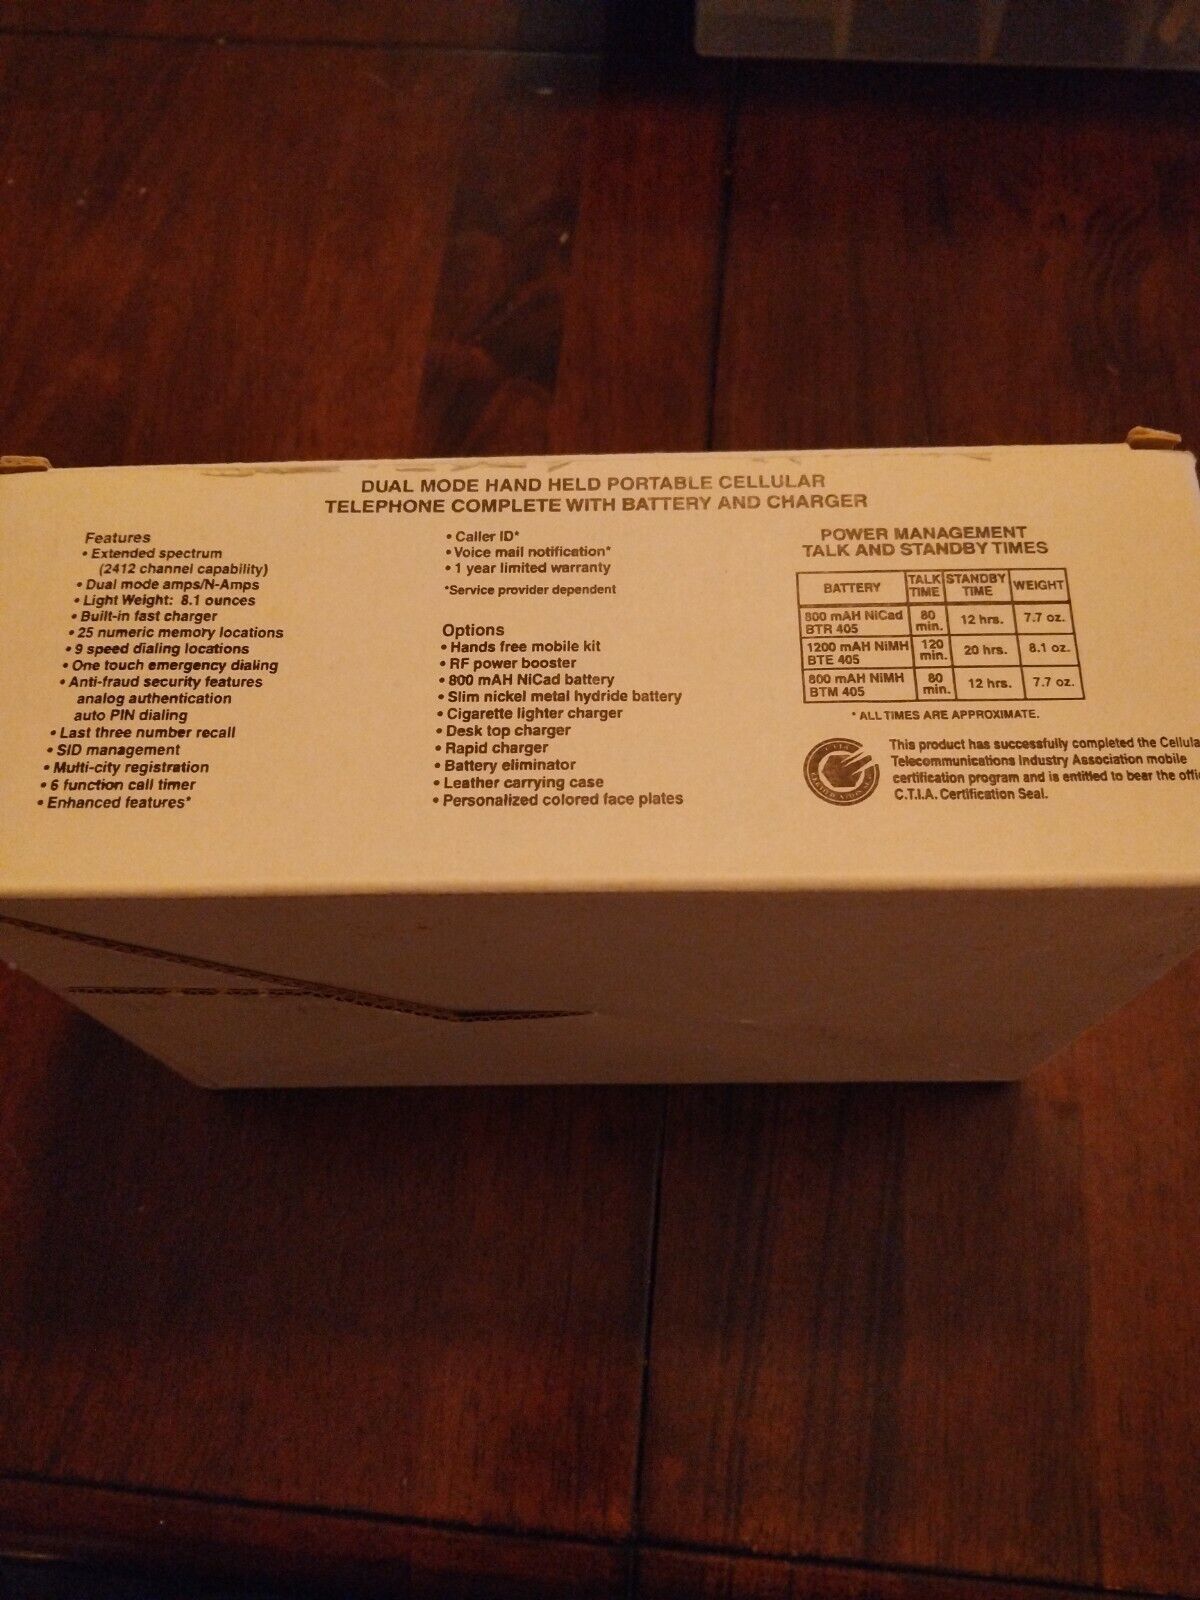 DUAL MODE HAND HELD PORTABLE CELLULAR
TELEPHONE COMPLETE WITH BATTERY AND CHARGER
Features
• Extended spectrum
(2412 channel capability)
• Dual mode amps/N-Amps
• Light Weight: 8.1 ounces
• Built-in fast charger
• 25 numeric memory locations
• 9 speed dialing locations
• One touch emergency dialing
• Anti-fraud security features
analog authentication
auto PIN dialing
• Last three number recall
• SID management
• Multi-city registration
• 6 function call timer
• Enhanced features*
• Caller ID*
• Voice mail notification*
• 1 year limited warranty
*Service provider dependent
Options
• Hands free mobile kit
• RF power booster
• 800 mAH NiCad battery
• Slim nickel metal hydride battery
• Cigarette lighter charger
• Desk top charger
• Rapid charger
• Battery eliminator
• Leather carrying case
• Personalized colored face plates
POWER MANAGEMENT
TALK AND STANDBY TIMES
BATTERY TALK TIME STANDBY TIME WEIGHT
800 mAH NiCad BTR 405 80 min. 12 hrs. 7.7 oz.
1200 mAH NiMH BTE 405 120 min. 20 hrs. 8.1 oz.
800 mAH NiMH BTM 405 80 min. 12 hrs. 7.7 oz.
* ALL TIMES ARE APPROXIMATE.
This product has successfully completed the Cellula
Telecommunications Industry Association mobile
certification program and is entitled to bear the offic
C.T.I.A. Certification Seal.